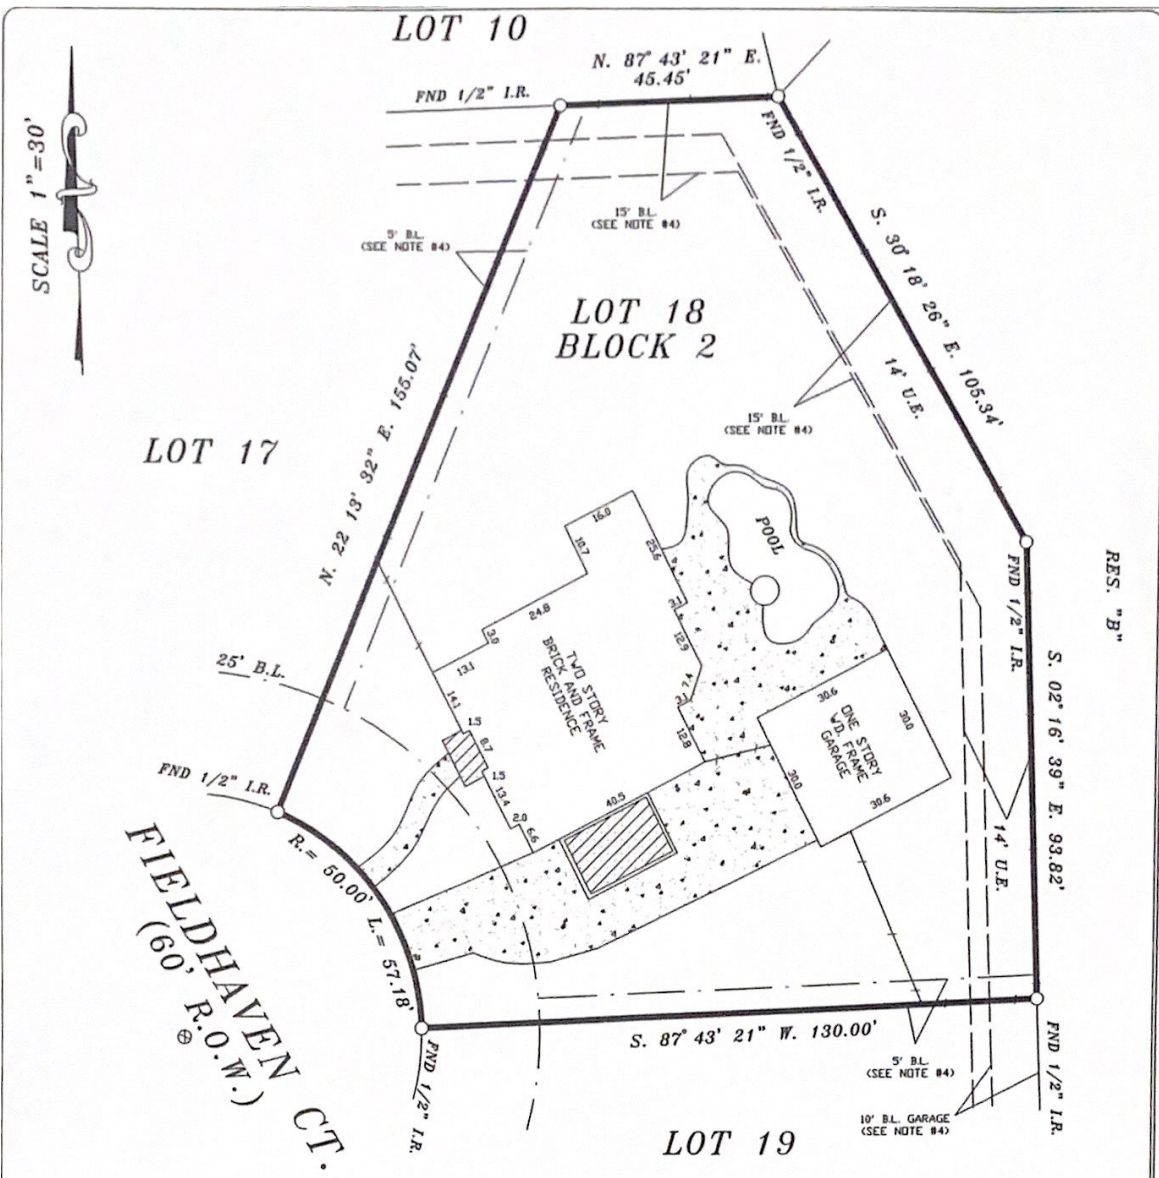 LOT 10
N. 87° 43' 21" E.
45.45'
FND 1/2" I.R.
FND 1/2" I.R.
SCALE 1"=30'
15' B.L.
(SEE NOTE #4)
5' B.L.
(SEE NOTE #4)
S. 30° 18' 26" E. 105.34'
LOT 18
BLOCK 2
N. 22° 13' 32" E. 155.07'
14' U.E.
15' B.L.
(SEE NOTE #4)
LOT 17
POOL
16.0
10.7
25.6
24.8
3.0
13.1
14.1
3.1
12.9
3.1
12.8
TWO STORY
BRICK AND FRAME
RESIDENCE
1.5
8.7
1.5
13.4
2.0
6.6
40.5
30.6
30.0
ONE STORY
WD. FRAME
GARAGE
30.0
30.6
FND 1/2" I.R.
RES. "B"
S. 02° 16' 39" E. 93.82'
14' U.E.
25' B.L.
FND 1/2" I.R.
R.= 50.00' L.= 57.18'
FIELDHAVEN CT.
(60' R.O.W.)
FND 1/2" I.R.
S. 87° 43' 21" W. 130.00'
5' B.L.
(SEE NOTE #4)
FND 1/2" I.R.
10' B.L. GARAGE
(SEE NOTE #4)
LOT 19